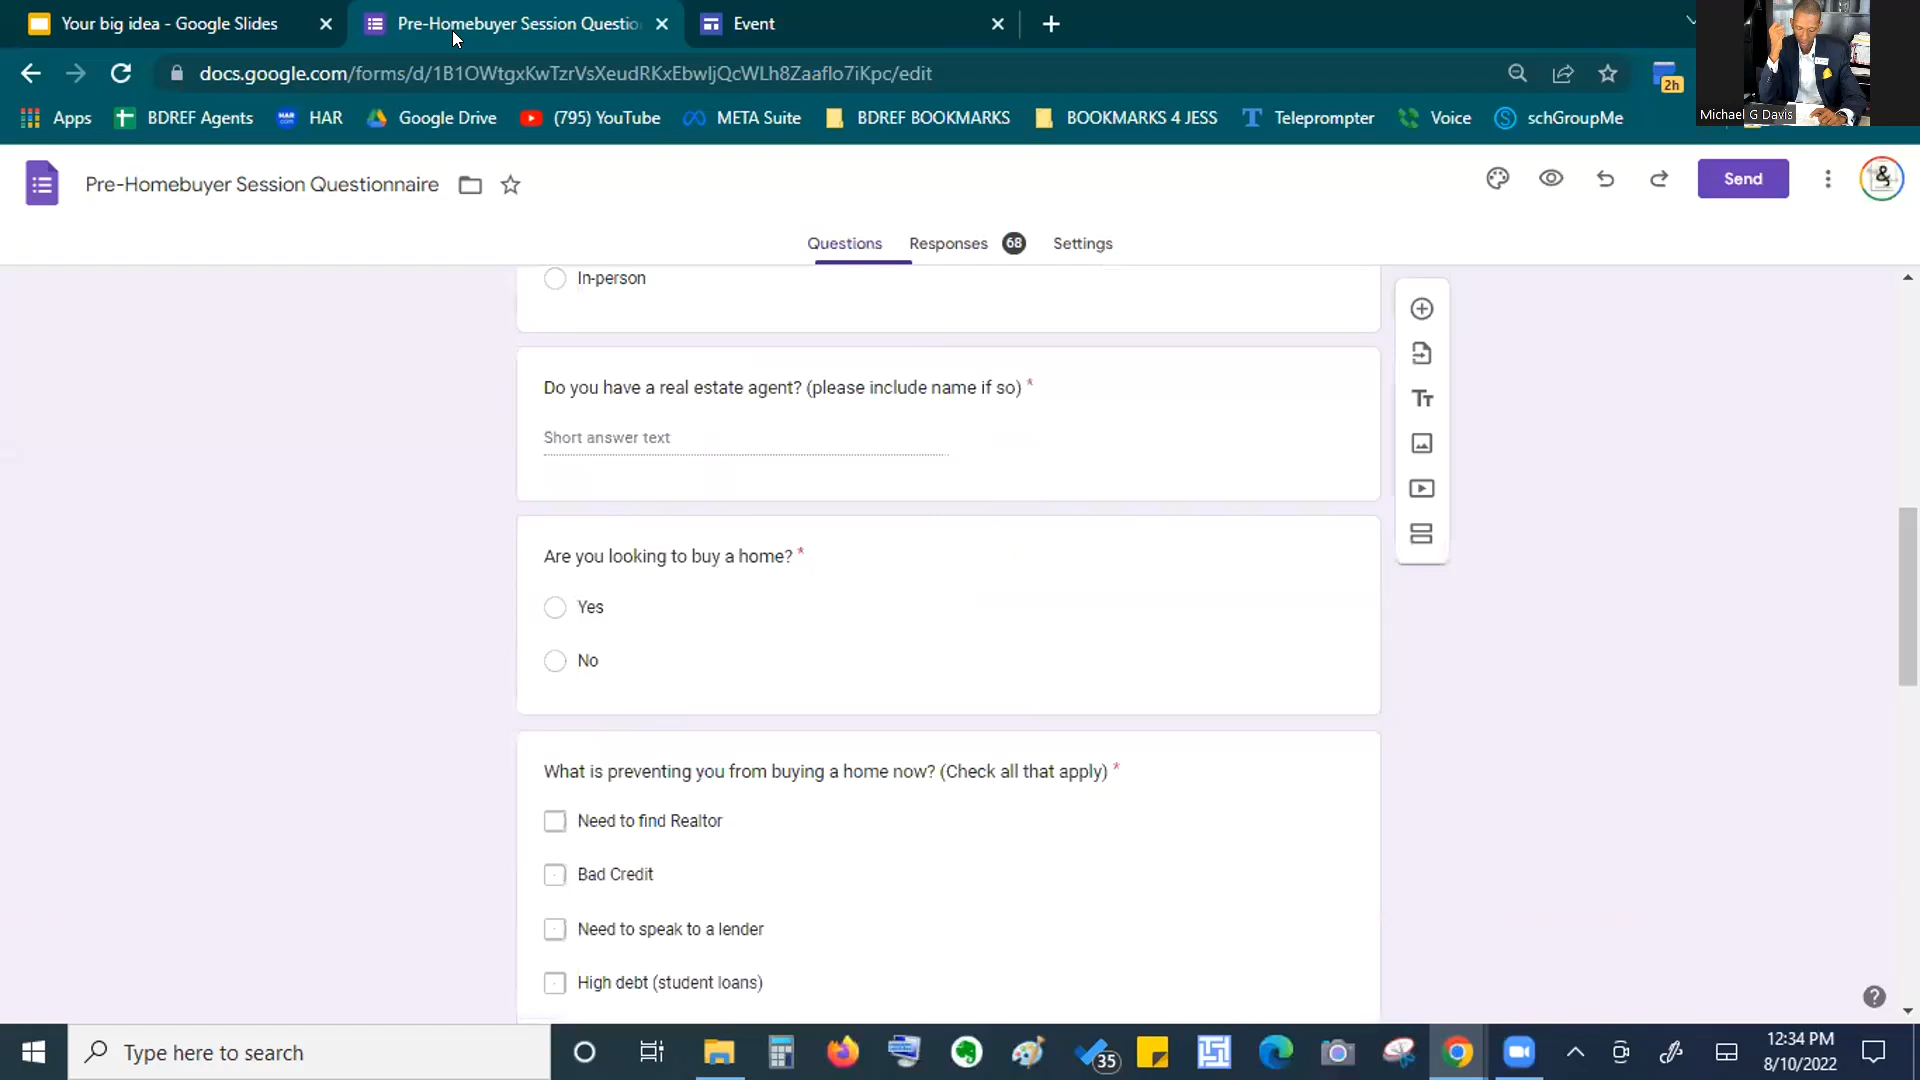 Your big idea - Google Slides
Pre-Homebuyer Session Questio
Event
docs.google.com/forms/d/1B1OWtgxKwTzrVsXeudRKxEbwIjQcWLh8Zaaflo7iKpc/edit
2h
Apps
BDREF Agents
HAR
Google Drive
(795) YouTube
META Suite
BDREF BOOKMARKS
BOOKMARKS 4 JESS
Teleprompter
Voice
schGroupMe
Michael G Davis
Pre-Homebuyer Session Questionnaire
Send
Questions
Responses 68
Settings
In-person
Do you have a real estate agent? (please include name if so) *
Short answer text
Are you looking to buy a home? *
Yes
No
What is preventing you from buying a home now? (Check all that apply) *
Need to find Realtor
Bad Credit
Need to speak to a lender
High debt (student loans)
Type here to search
35
12:34 PM
8/10/2022